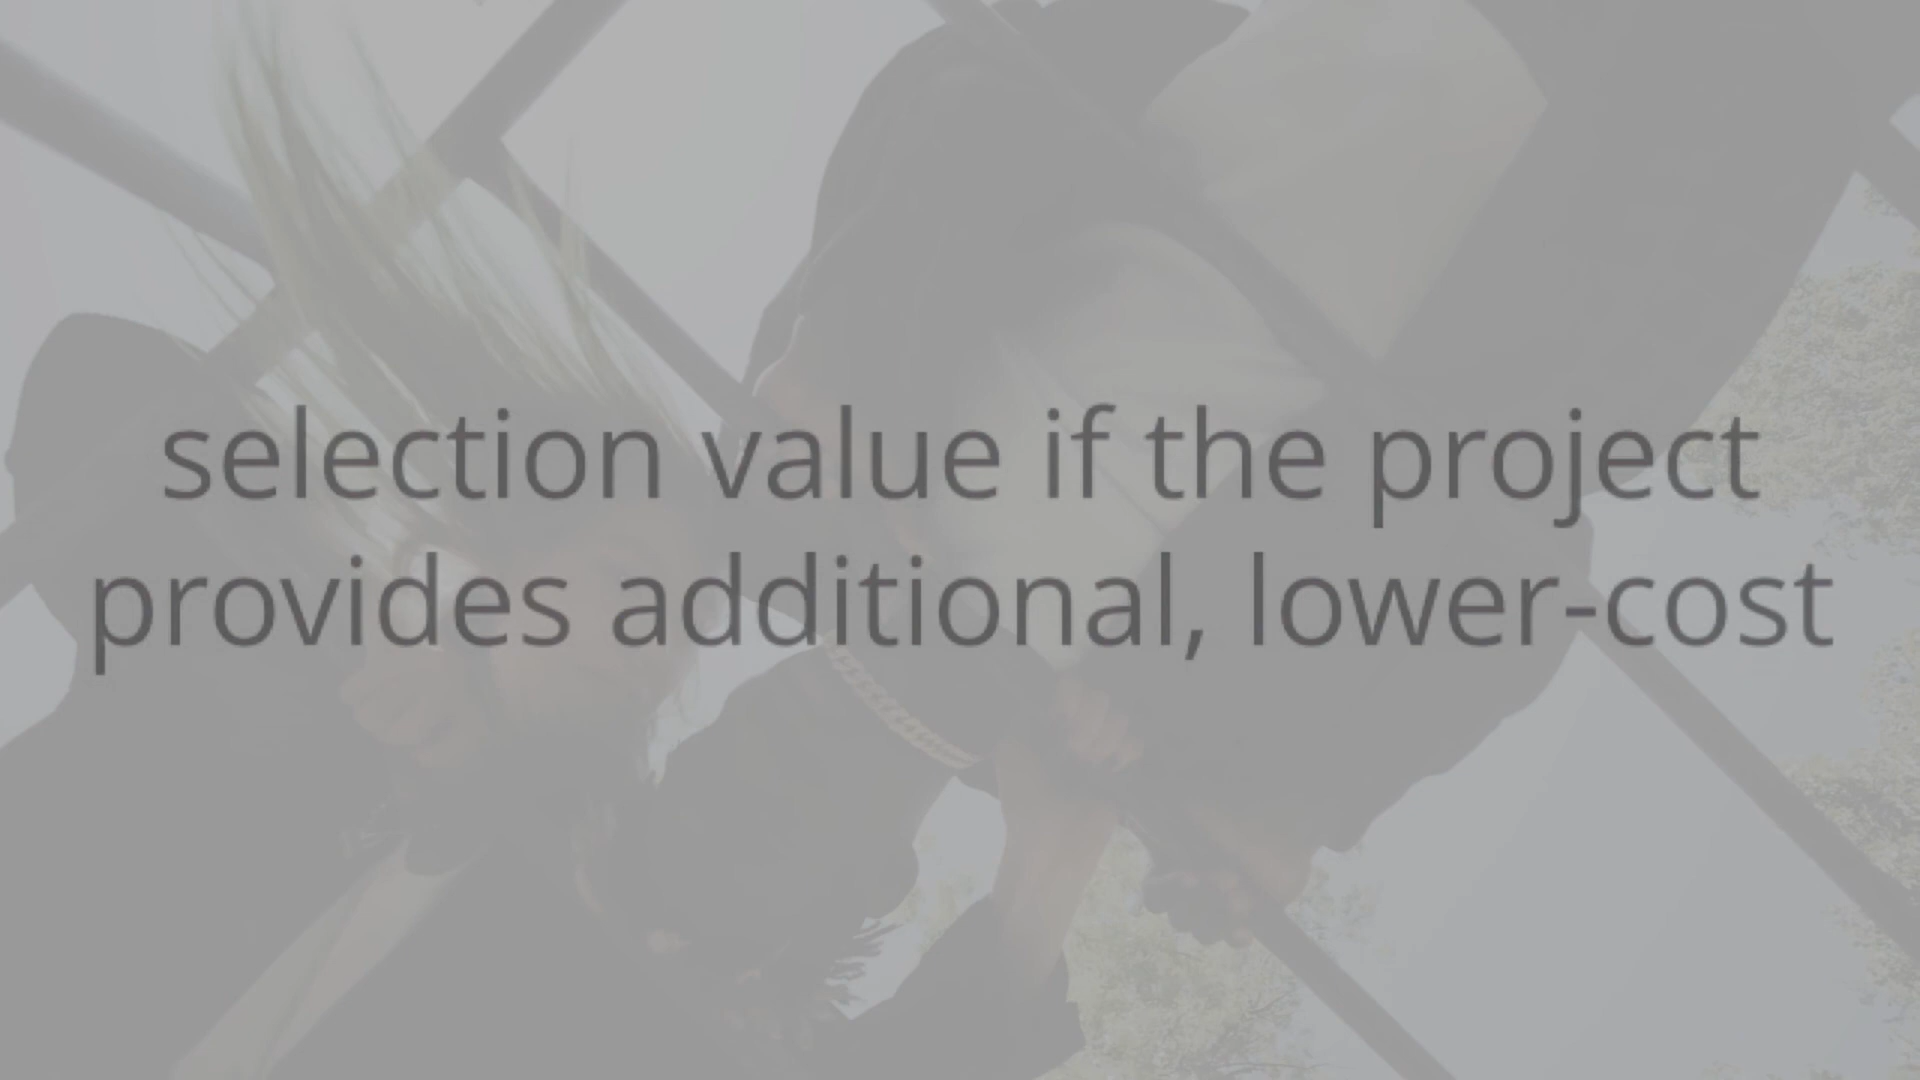 selection value if the project
provides additional, lower-cost